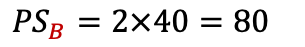 PS_B = 2×40 = 80